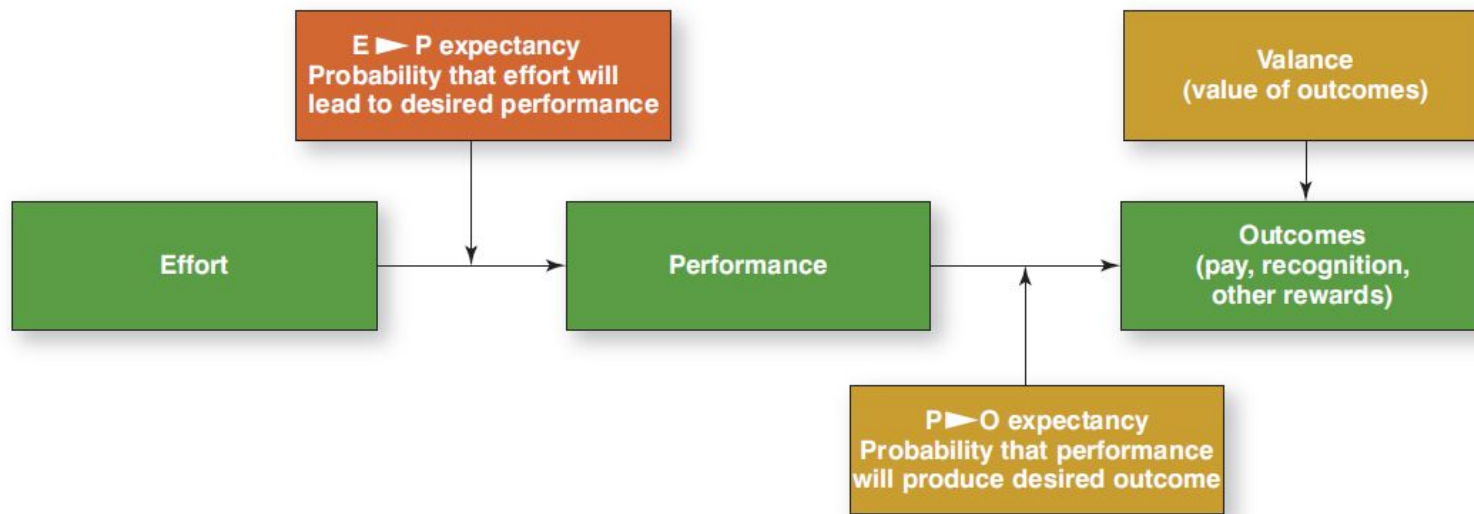 E ► P expectancy
Probability that effort will
lead to desired performance
Valance
(value of outcomes)
Effort
Performance
Outcomes
(pay, recognition,
other rewards)
P►O expectancy
Probability that performance
will produce desired outcome